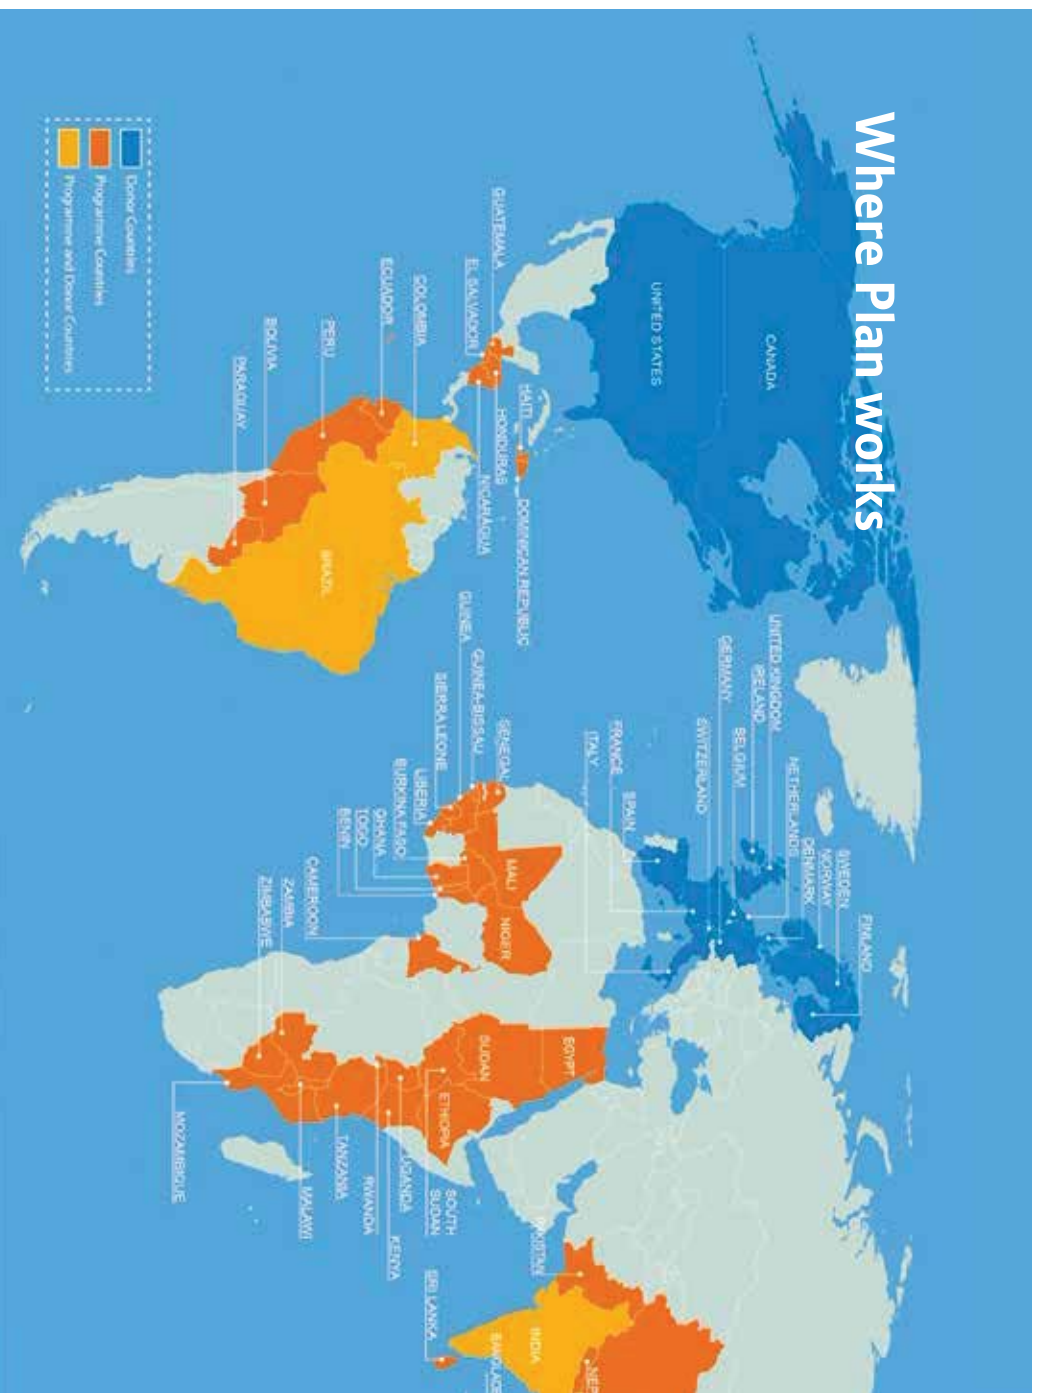 Where Plan works
Donor Countries
Programme Countries
Programme and Donor Countries
CANADA
UNITED STATES
GUATEMALA
EL SALVADOR
HONDURAS
NICARAGUA
HAITI
DOMINICAN REPUBLIC
COLOMBIA
ECUADOR
PERU
BOLIVIA
PARAGUAY
BRAZIL
FINLAND
SWEDEN
NORWAY
DENMARK
NETHERLANDS
UNITED KINGDOM
IRELAND
BELGIUM
GERMANY
SWITZERLAND
SPAIN
FRANCE
ITALY
SENEGAL
GUINEA-BISSAU
GUINEA
SIERRA LEONE
LIBERIA
BURKINA FASO
GHANA
TOGO
BENIN
CAMEROON
ZAMBIA
ZIMBABWE
MALI
NIGER
EGYPT
SUDAN
ETHIOPIA
SOUTH
SUDAN
UGANDA
KENYA
RWANDA
TANZANIA
MALAWI
MOZAMBIQUE
SRI LANKA
INDIA